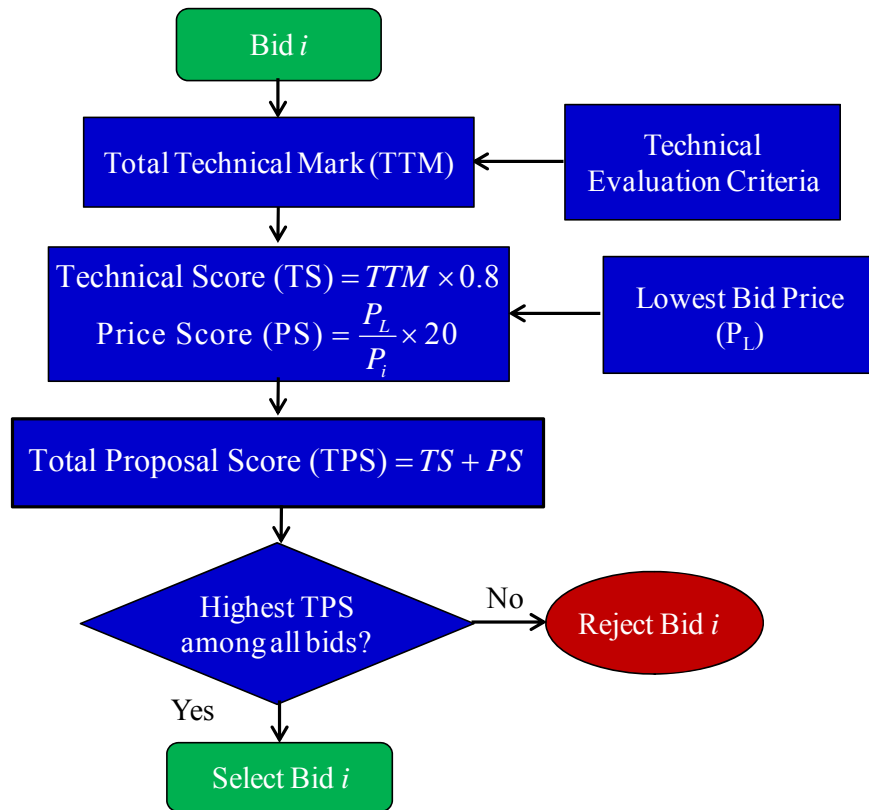 Bid i
Total Technical Mark (TTM)
Technical
Evaluation Criteria
Technical Score (TS) = TTM × 0.8
Price Score (PS) = P_L / P_i × 20
Lowest Bid Price
(P_L)
Total Proposal Score (TPS) = TS + PS
Highest TPS
among all bids?
No
Reject Bid i
Yes
Select Bid i